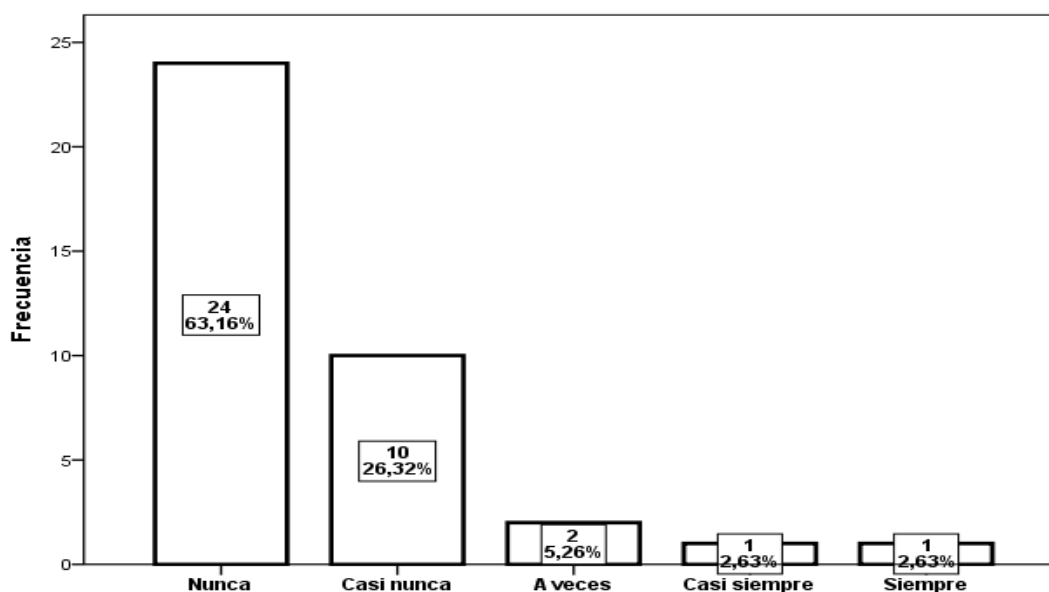 Frecuencia
25
20
15
10
5
0
24
63,16%
10
26,32%
2
5,26%
1
2,63%
1
2,63%
Nunca
Casi nunca
A veces
Casi siempre
Siempre